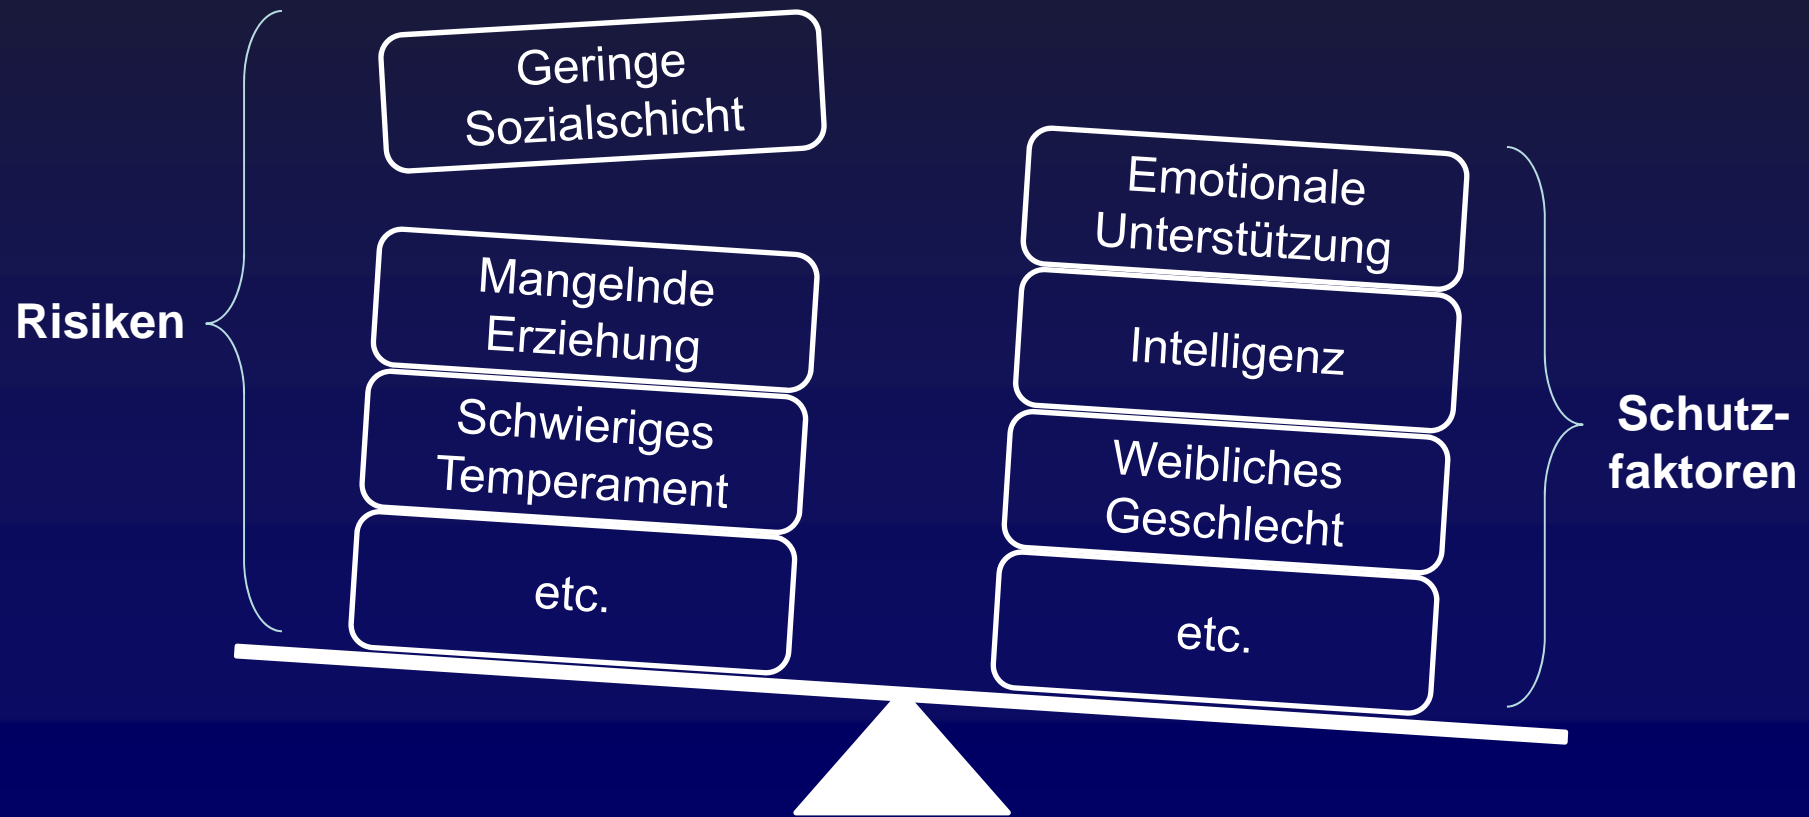 Risiken
Geringe
Sozialschicht
Mangelnde
Erziehung
Schwieriges
Temperament
etc.
Emotionale
Unterstützung
Intelligenz
Weibliches
Geschlecht
etc.
Schutz-
faktoren